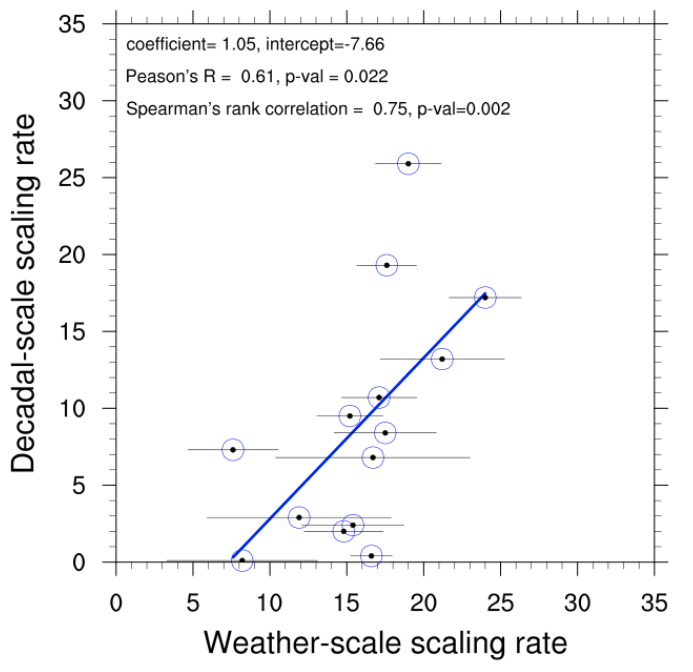 coefficient= 1.05, intercept=-7.66
Peason's R =  0.61, p-val = 0.022
Spearman's rank correlation =  0.75, p-val=0.002
35
30
25
20
15
10
5
0
Decadal-scale scaling rate
0 5 10 15 20 25 30 35
Weather-scale scaling rate